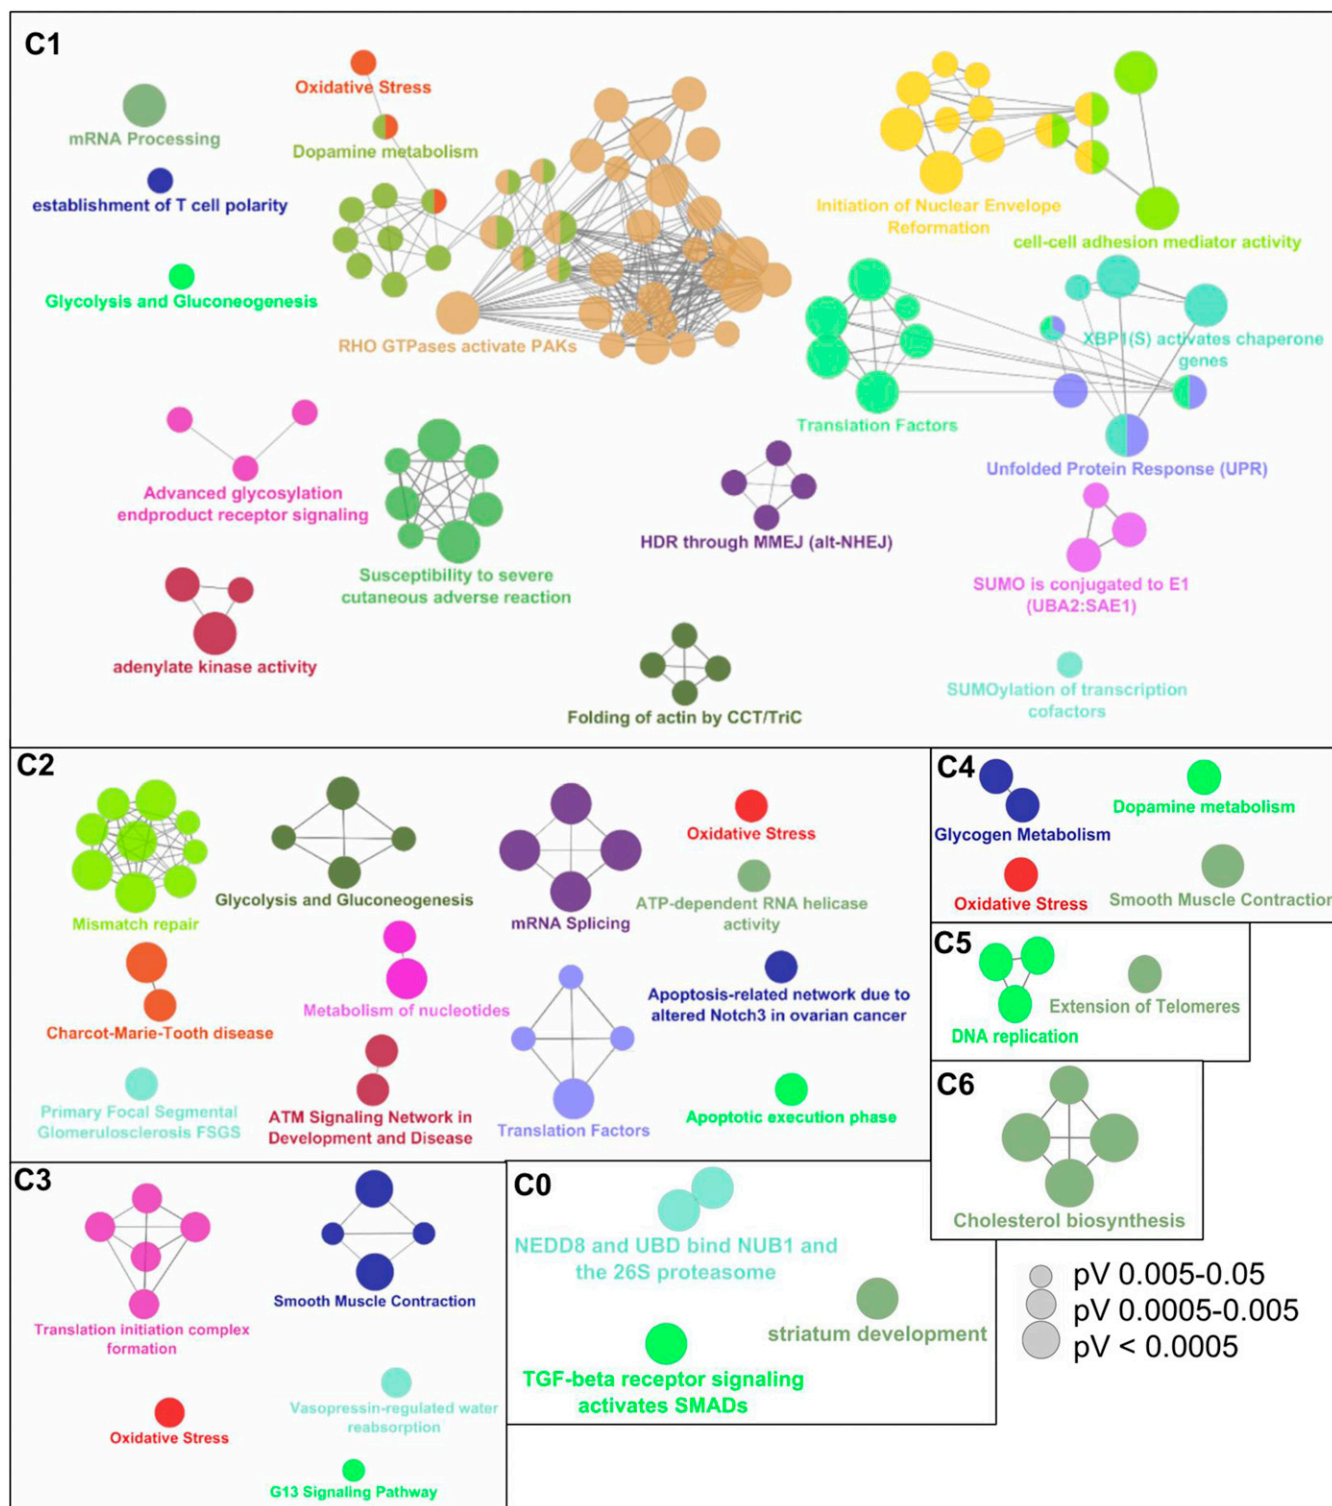 C1
Oxidative Stress
mRNA Processing
Dopamine metabolism
establishment of T cell polarity
Initiation of Nuclear Envelope
Reformation
cell-cell adhesion mediator activity
Glycolysis and Gluconeogenesis
RHO GTPases activate PAKs
XBP1(S) activates chaperone
genes
Translation Factors
Unfolded Protein Response (UPR)
Advanced glycosylation
endproduct receptor signaling
HDR through MMEJ (alt-NHEJ)
Susceptibility to severe
cutaneous adverse reaction
SUMO is conjugated to E1
(UBA2:SAE1)
adenylate kinase activity
SUMOylation of transcription
cofactors
Folding of actin by CCT/TriC
C2
Oxidative Stress
Glycolysis and Gluconeogenesis
ATP-dependent RNA helicase
activity
Mismatch repair
mRNA Splicing
Apoptosis-related network due to
altered Notch3 in ovarian cancer
Metabolism of nucleotides
Charcot-Marie-Tooth disease
Primary Focal Segmental
Glomerulosclerosis FSGS
ATM Signaling Network in
Development and Disease
Translation Factors
Apoptotic execution phase
C4
Dopamine metabolism
Glycogen Metabolism
Oxidative Stress
Smooth Muscle Contraction
C5
Extension of Telomeres
DNA replication
C6
Cholesterol biosynthesis
C3
Smooth Muscle Contraction
Translation initiation complex
formation
Vasopressin-regulated water
reabsorption
Oxidative Stress
G13 Signaling Pathway
C0
NEDD8 and UBD bind NUB1 and
the 26S proteasome
striatum development
TGF-beta receptor signaling
activates SMADs
pV 0.005-0.05
pV 0.0005-0.005
pV < 0.0005